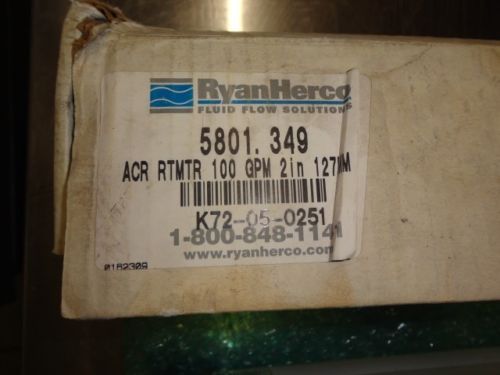 RyanHerco
FLUID FLOW SOLUTIONS
5801.349
ACR RTMTR 100 GPM 2in 127MM
K72-05-0251
1-800-848-1141
www.ryanherco.com
0182309